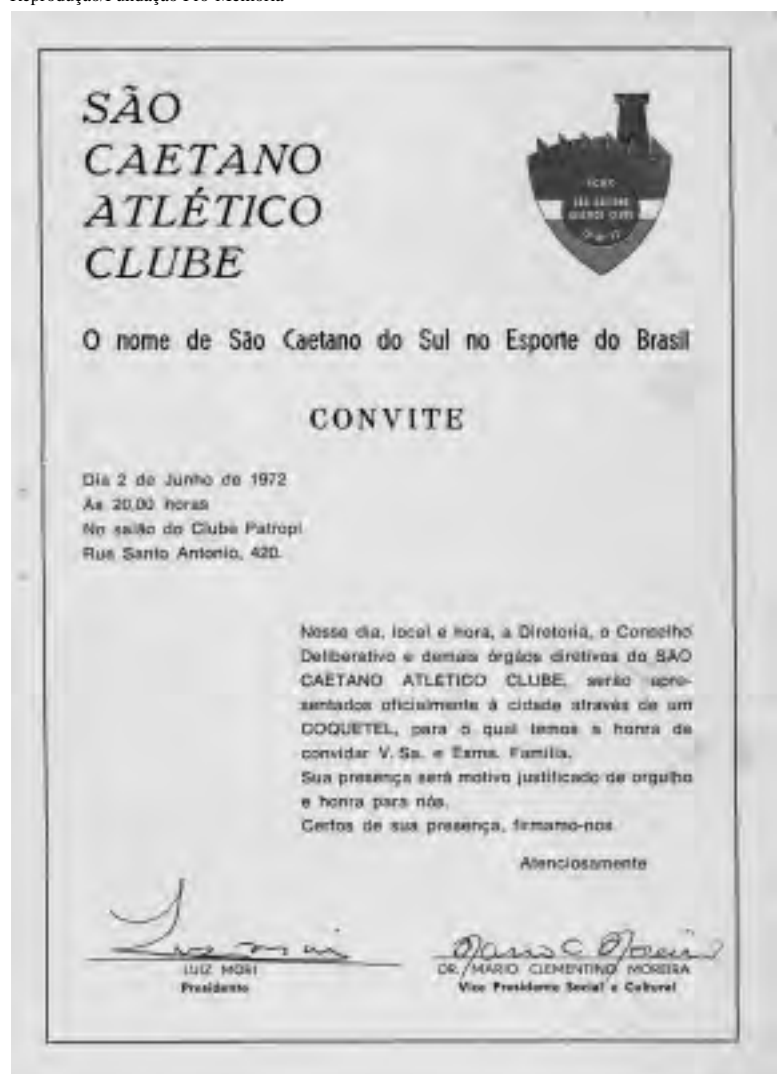 SÃO
CAETANO
ATLÉTICO
CLUBE
O nome de São Caetano do Sul no Esporte do Brasil
CONVITE
Dia 2 de Junho de 1972
As 20,00 horas
No salão do Clube Patropi
Rua Santo Antonio, 420.
Nesse dia, local e hora, a Diretoria, o Conselho
Deliberativo e demais órgãos diretivos do SÃO
CAETANO ATLETICO CLUBE, serão apre-
sentados oficialmente à cidade através de um
COQUETEL, para o qual temos a honra de
convidar V. Sa. e Exma. Familia.
Sua presença será motivo justificado de orgulho
e honra para nós.
Certos de sua presença, firmamo-nos
Atenciosamente
LUIZ MORI
Presidente
DR. MARIO CLEMENTINO MOREIRA
Vice Presidente Social e Cultural